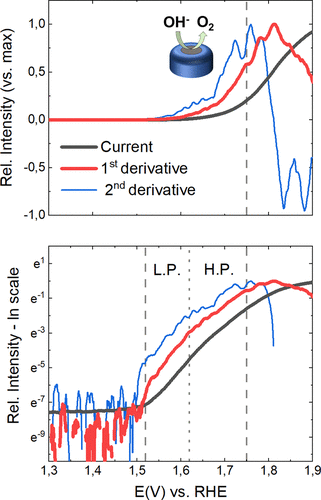 OH⁻ O₂
Rel. Intensity (vs. max)
1,0
0,5
0,0
-0,5
-1,0
Current
1ˢᵗ derivative
2ⁿᵈ derivative
Rel. Intensity - ln scale
e¹
e⁻¹
e⁻³
e⁻⁵
e⁻⁷
e⁻⁹
L.P. H.P.
1,3 1,4 1,5 1,6 1,7 1,8 1,9
E(V) vs. RHE